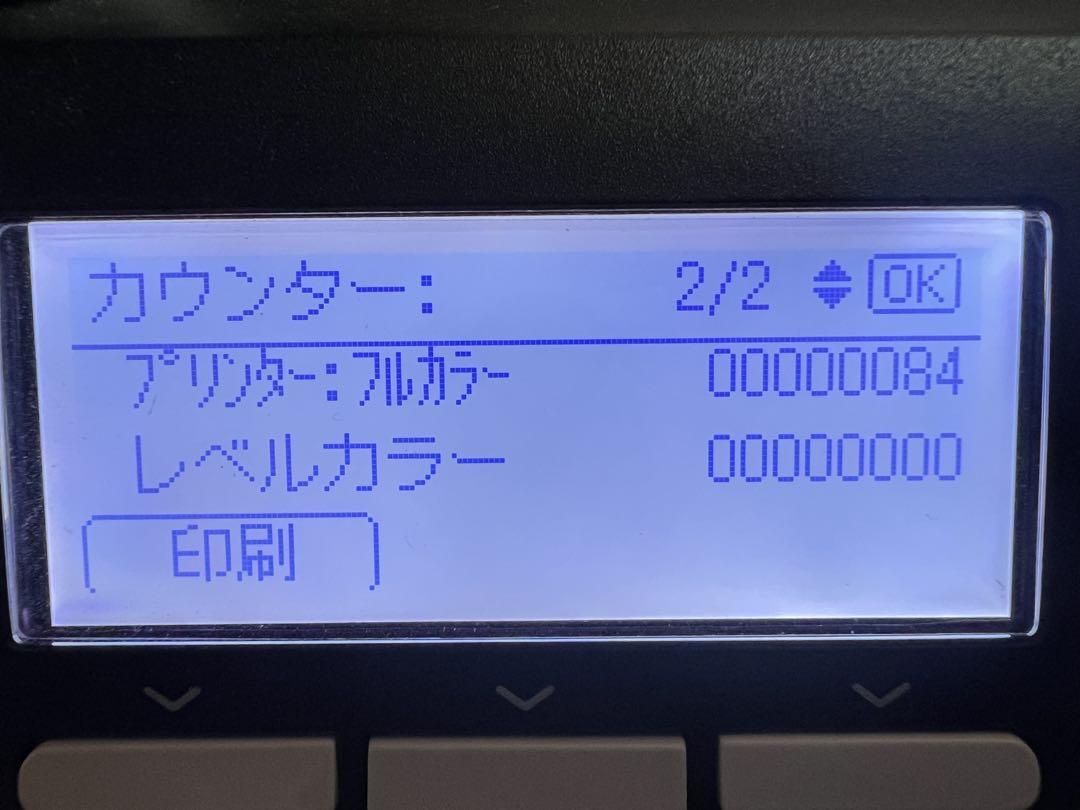 カウンター: 2/2 OK
プリンター:フルカラー 00000084
レベルカラー 00000000
印刷